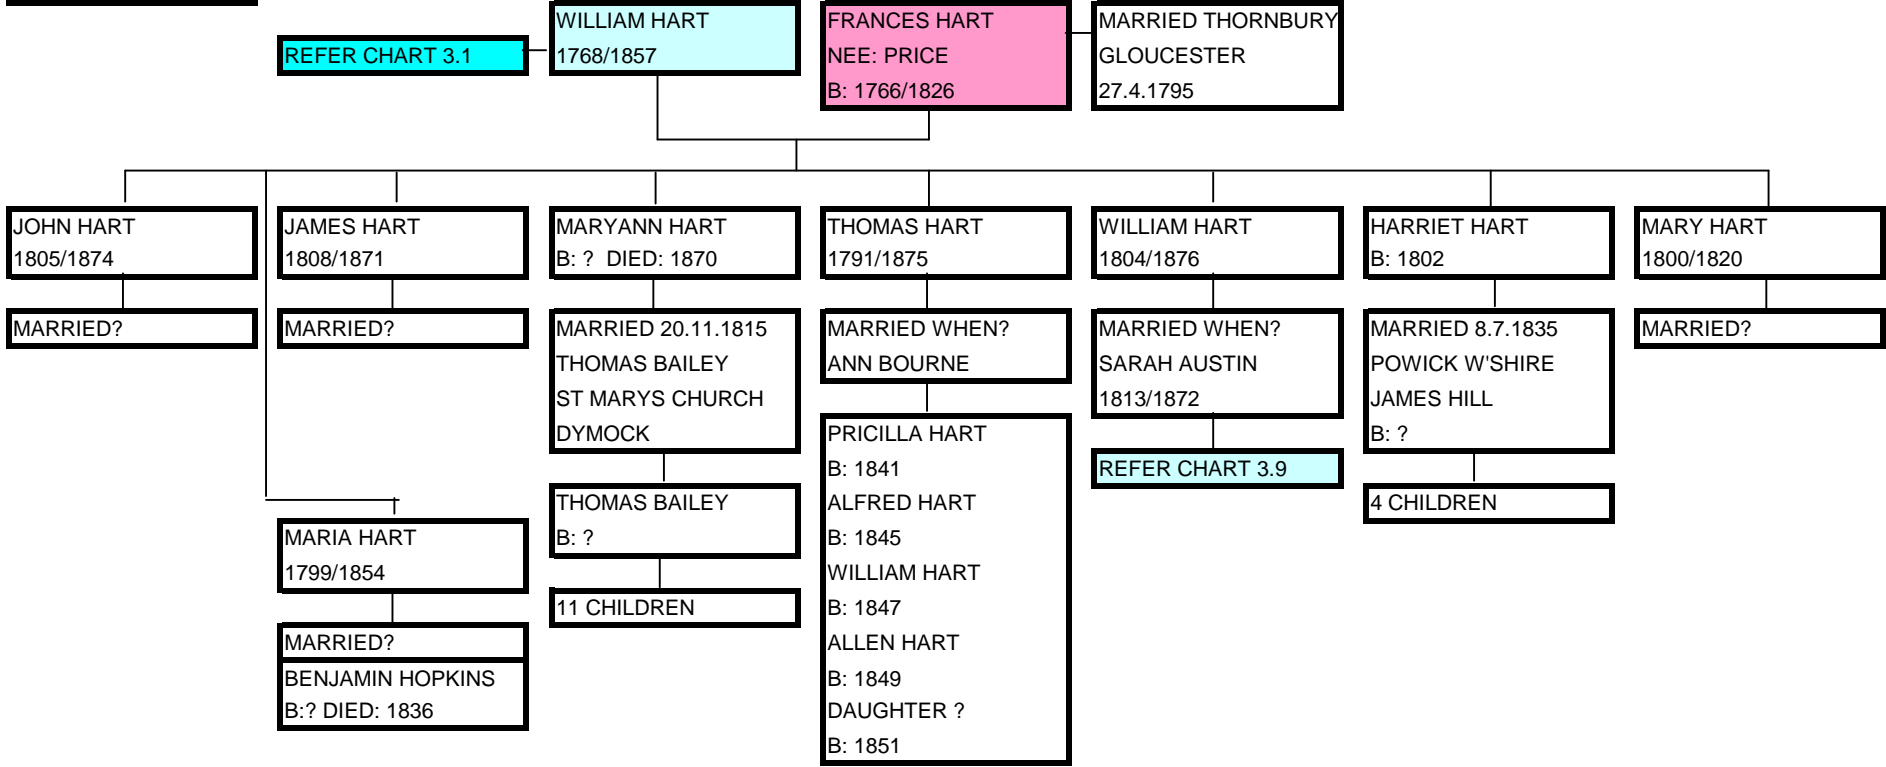 REFER CHART 3.1
WILLIAM HART
1768/1857
FRANCES HART
NEE: PRICE
B: 1766/1826
MARRIED THORNBURY
GLOUCESTER
27.4.1795
JOHN HART
1805/1874
MARRIED?
JAMES HART
1808/1871
MARRIED?
MARYANN HART
B: ? DIED: 1870
MARRIED 20.11.1815
THOMAS BAILEY
ST MARYS CHURCH
DYMOCK
THOMAS BAILEY
B: ?
11 CHILDREN
THOMAS HART
1791/1875
MARRIED WHEN?
ANN BOURNE
PRICILLA HART
B: 1841
ALFRED HART
B: 1845
WILLIAM HART
B: 1847
ALLEN HART
B: 1849
DAUGHTER ?
B: 1851
WILLIAM HART
1804/1876
MARRIED WHEN?
SARAH AUSTIN
1813/1872
REFER CHART 3.9
HARRIET HART
B: 1802
MARRIED 8.7.1835
POWICK W'SHIRE
JAMES HILL
B: ?
4 CHILDREN
MARY HART
1800/1820
MARRIED?
MARIA HART
1799/1854
MARRIED?
BENJAMIN HOPKINS
B:? DIED: 1836